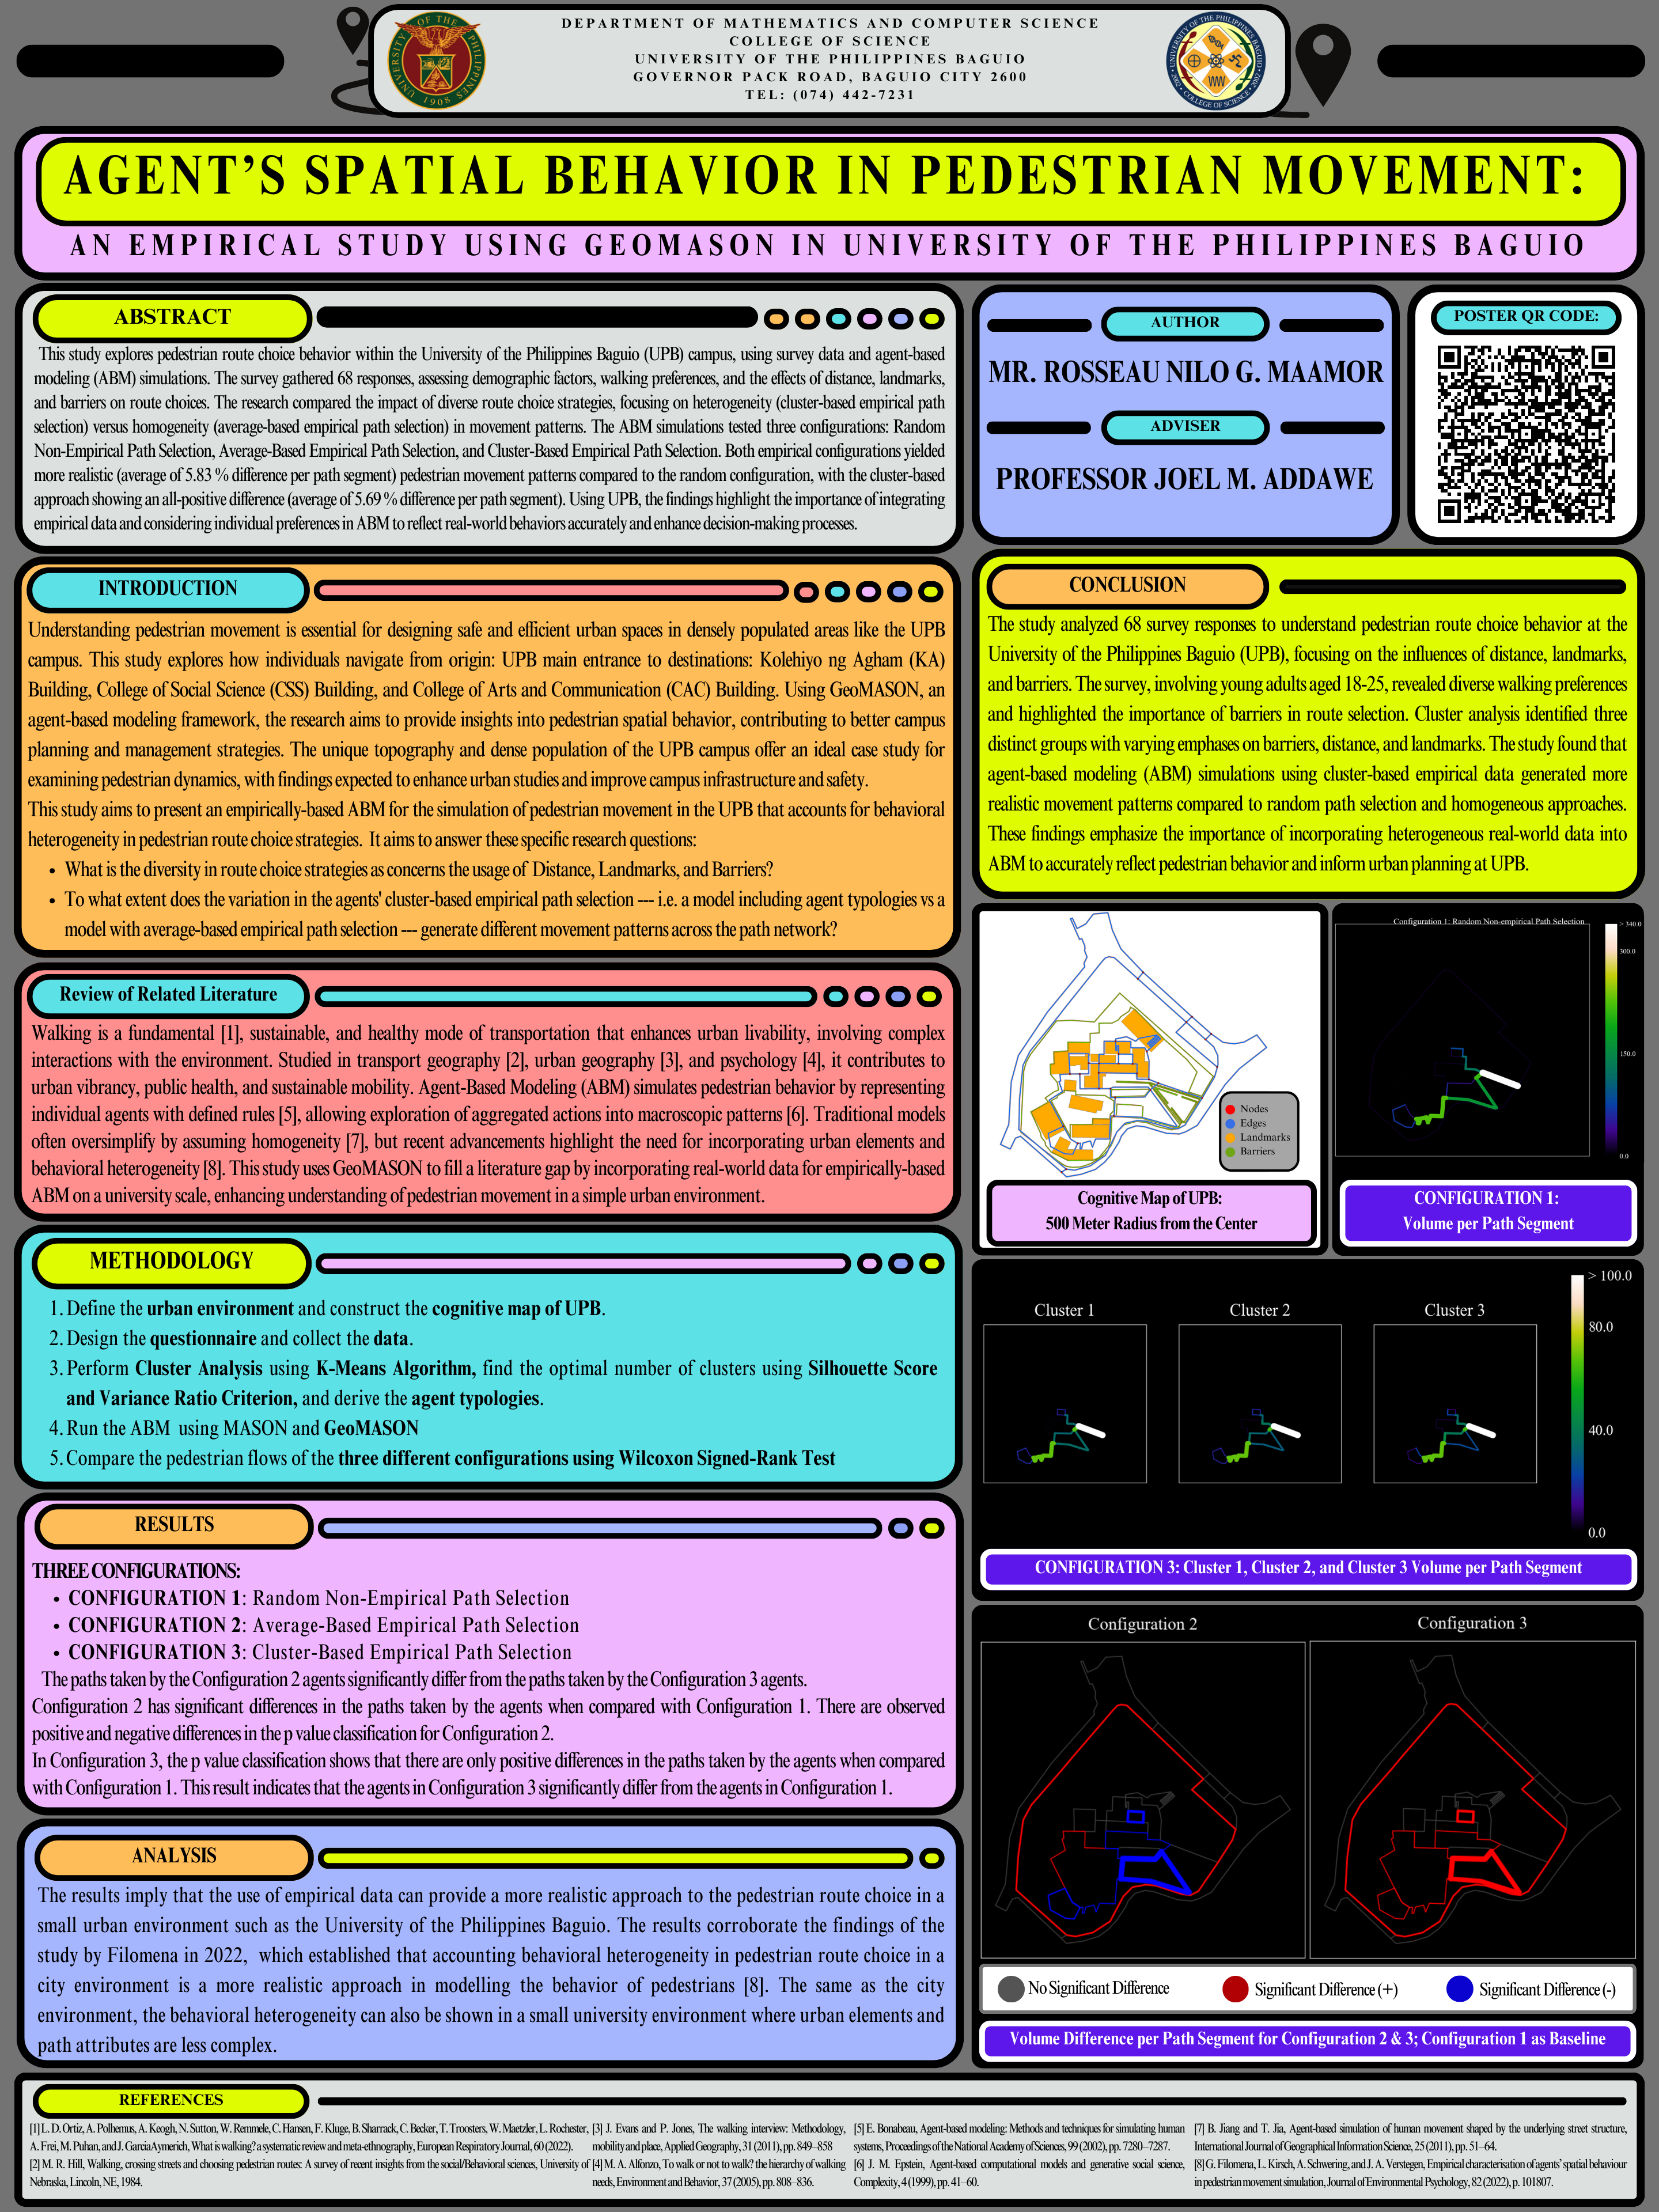 DEPARTMENT OF MATHEMATICS AND COMPUTER SCIENCE
COLLEGE OF SCIENCE
UNIVERSITY OF THE PHILIPPINES BAGUIO
GOVERNOR PACK ROAD, BAGUIO CITY 2600
TEL: (074) 442-7231
AGENT'S SPATIAL BEHAVIOR IN PEDESTRIAN MOVEMENT:
AN EMPIRICAL STUDY USING GEOMASON IN UNIVERSITY OF THE PHILIPPINES BAGUIO
ABSTRACT
This study explores pedestrian route choice behavior within the University of the Philippines Baguio (UPB) campus, using survey data and agent-based
modeling (ABM) simulations. The survey gathered 68 responses, assessing demographic factors, walking preferences, and the effects of distance, landmarks,
and barriers on route choices. The research compared the impact of diverse route choice strategies, focusing on heterogeneity (cluster-based empirical path
selection) versus homogeneity (average-based empirical path selection) in movement patterns. The ABM simulations tested three configurations: Random
Non-Empirical Path Selection, Average-Based Empirical Path Selection, and Cluster-Based Empirical Path Selection. Both empirical configurations yielded
more realistic (average of 5.83 % difference per path segment) pedestrian movement patterns compared to the random configuration, with the cluster-based
approach showing an all-positive difference (average of 5.69 % difference per path segment). Using UPB, the findings highlight the importance of integrating
empirical data and considering individual preferences in ABM to reflect real-world behaviors accurately and enhance decision-making processes.
AUTHOR
MR. ROSSEAU NILO G. MAAMOR
ADVISER
PROFESSOR JOEL M. ADDAWE
POSTER QR CODE:
INTRODUCTION
Understanding pedestrian movement is essential for designing safe and efficient urban spaces in densely populated areas like the UPB
campus. This study explores how individuals navigate from origin: UPB main entrance to destinations: Kolehiyo ng Agham (KA)
Building, College of Social Science (CSS) Building, and College of Arts and Communication (CAC) Building. Using GeoMASON, an
agent-based modeling framework, the research aims to provide insights into pedestrian spatial behavior, contributing to better campus
planning and management strategies. The unique topography and dense population of the UPB campus offer an ideal case study for
examining pedestrian dynamics, with findings expected to enhance urban studies and improve campus infrastructure and safety.
This study aims to present an empirically-based ABM for the simulation of pedestrian movement in the UPB that accounts for behavioral
heterogeneity in pedestrian route choice strategies. It aims to answer these specific research questions:
• What is the diversity in route choice strategies as concerns the usage of Distance, Landmarks, and Barriers?
• To what extent does the variation in the agents' cluster-based empirical path selection --- i.e. a model including agent typologies vs a
model with average-based empirical path selection --- generate different movement patterns across the path network?
Review of Related Literature
Walking is a fundamental [1], sustainable, and healthy mode of transportation that enhances urban livability, involving complex
interactions with the environment. Studied in transport geography [2], urban geography [3], and psychology [4], it contributes to
urban vibrancy, public health, and sustainable mobility. Agent-Based Modeling (ABM) simulates pedestrian behavior by representing
individual agents with defined rules [5], allowing exploration of aggregated actions into macroscopic patterns [6]. Traditional models
often oversimplify by assuming homogeneity [7], but recent advancements highlight the need for incorporating urban elements and
behavioral heterogeneity [8]. This study uses GeoMASON to fill a literature gap by incorporating real-world data for empirically-based
ABM on a university scale, enhancing understanding of pedestrian movement in a simple urban environment.
METHODOLOGY
1. Define the urban environment and construct the cognitive map of UPB.
2. Design the questionnaire and collect the data.
3. Perform Cluster Analysis using K-Means Algorithm, find the optimal number of clusters using Silhouette Score
and Variance Ratio Criterion, and derive the agent typologies.
4. Run the ABM using MASON and GeoMASON
5. Compare the pedestrian flows of the three different configurations using Wilcoxon Signed-Rank Test
RESULTS
THREE CONFIGURATIONS:
• CONFIGURATION 1: Random Non-Empirical Path Selection
• CONFIGURATION 2: Average-Based Empirical Path Selection
• CONFIGURATION 3: Cluster-Based Empirical Path Selection
The paths taken by the Configuration 2 agents significantly differ from the paths taken by the Configuration 3 agents.
Configuration 2 has significant differences in the paths taken by the agents when compared with Configuration 1. There are observed
positive and negative differences in the p value classification for Configuration 2.
In Configuration 3, the p value classification shows that there are only positive differences in the paths taken by the agents when compared
with Configuration 1. This result indicates that the agents in Configuration 3 significantly differ from the agents in Configuration 1.
ANALYSIS
The results imply that the use of empirical data can provide a more realistic approach to the pedestrian route choice in a
small urban environment such as the University of the Philippines Baguio. The results corroborate the findings of the
study by Filomena in 2022, which established that accounting behavioral heterogeneity in pedestrian route choice in a
city environment is a more realistic approach in modelling the behavior of pedestrians [8]. The same as the city
environment, the behavioral heterogeneity can also be shown in a small university environment where urban elements and
path attributes are less complex.
CONCLUSION
The study analyzed 68 survey responses to understand pedestrian route choice behavior at the
University of the Philippines Baguio (UPB), focusing on the influences of distance, landmarks,
and barriers. The survey, involving young adults aged 18-25, revealed diverse walking preferences
and highlighted the importance of barriers in route selection. Cluster analysis identified three
distinct groups with varying emphases on barriers, distance, and landmarks. The study found that
agent-based modeling (ABM) simulations using cluster-based empirical data generated more
realistic movement patterns compared to random path selection and homogeneous approaches.
These findings emphasize the importance of incorporating heterogeneous real-world data into
ABM to accurately reflect pedestrian behavior and inform urban planning at UPB.
Nodes
Edges
Landmarks
Barriers
Cognitive Map of UPB:
500 Meter Radius from the Center
Configuration 1: Random Non-empirical Path Selection
> 340.0
300.0
150.0
0.0
CONFIGURATION 1:
Volume per Path Segment
Cluster 1
Cluster 2
Cluster 3
> 100.0
80.0
40.0
0.0
CONFIGURATION 3: Cluster 1, Cluster 2, and Cluster 3 Volume per Path Segment
Configuration 2
Configuration 3
No Significant Difference
Significant Difference (+)
Significant Difference (-)
Volume Difference per Path Segment for Configuration 2 & 3; Configuration 1 as Baseline
REFERENCES
[1] L. D. Ortiz, A. Polhemus, A. Keogh, N. Sutton, W. Remmele, C. Hansen, F. Kluge, B. Sharrack, C. Becker, T. Troosters, W. Maetzler, L. Rochester,
A. Frei, M. Puhan, and J. GarciaAymerich, What is walking? a systematic review and meta-ethnography, European Respiratory Journal, 60 (2022).
[2] M. R. Hill, Walking, crossing streets and choosing pedestrian routes: A survey of recent insights from the social/Behavioral sciences, University of
Nebraska, Lincoln, NE, 1984.
[3] J. Evans and P. Jones, The walking interview: Methodology,
mobility and place, Applied Geography, 31 (2011), pp. 849–858
[4] M. A. Alfonzo, To walk or not to walk? the hierarchy of walking
needs, Environment and Behavior, 37 (2005), pp. 808–836.
[5] E. Bonabeau, Agent-based modeling: Methods and techniques for simulating human
systems, Proceedings of the National Academy of Sciences, 99 (2002), pp. 7280–7287.
[6] J. M. Epstein, Agent-based computational models and generative social science,
Complexity, 4 (1999), pp. 41–60.
[7] B. Jiang and T. Jia, Agent-based simulation of human movement shaped by the underlying street structure,
International Journal of Geographical Information Science, 25 (2011), pp. 51–64.
[8] G. Filomena, L. Kirsch, A. Schwering, and J. A. Verstegen, Empirical characterisation of agents' spatial behaviour
in pedestrian movement simulation, Journal of Environmental Psychology, 82 (2022), p. 101807.